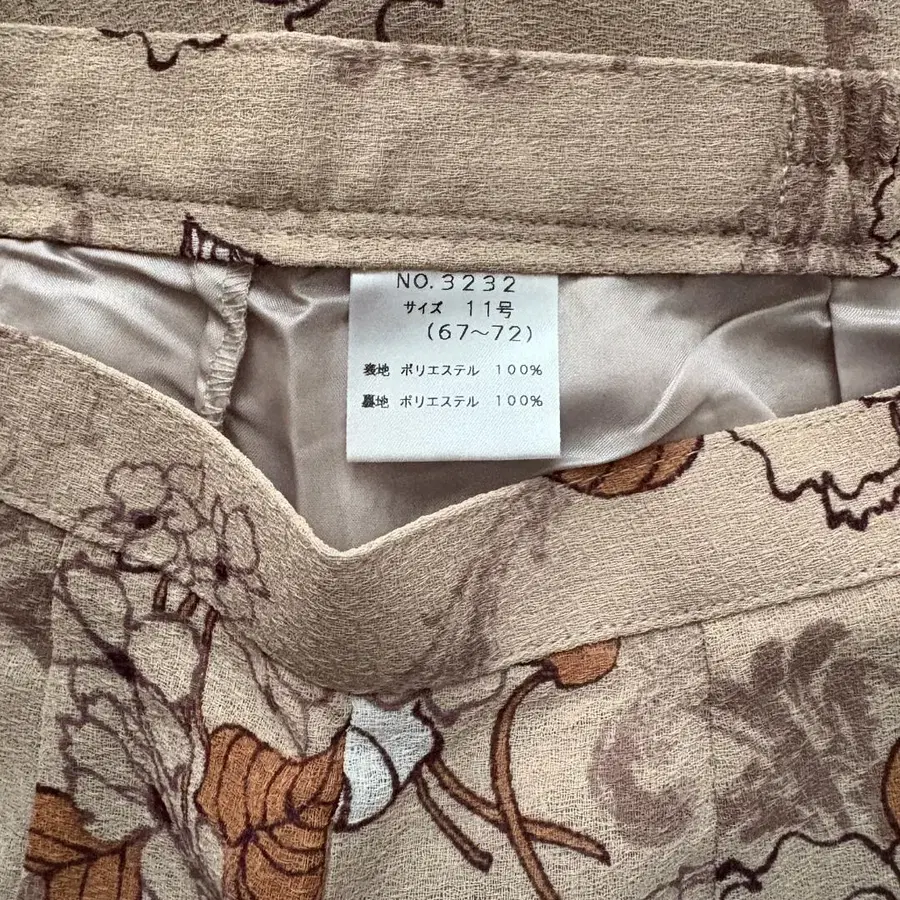 NO.3232
サイズ 11号
(67～72)
表地 ポリエステル 100%
裏地 ポリエステル 100%